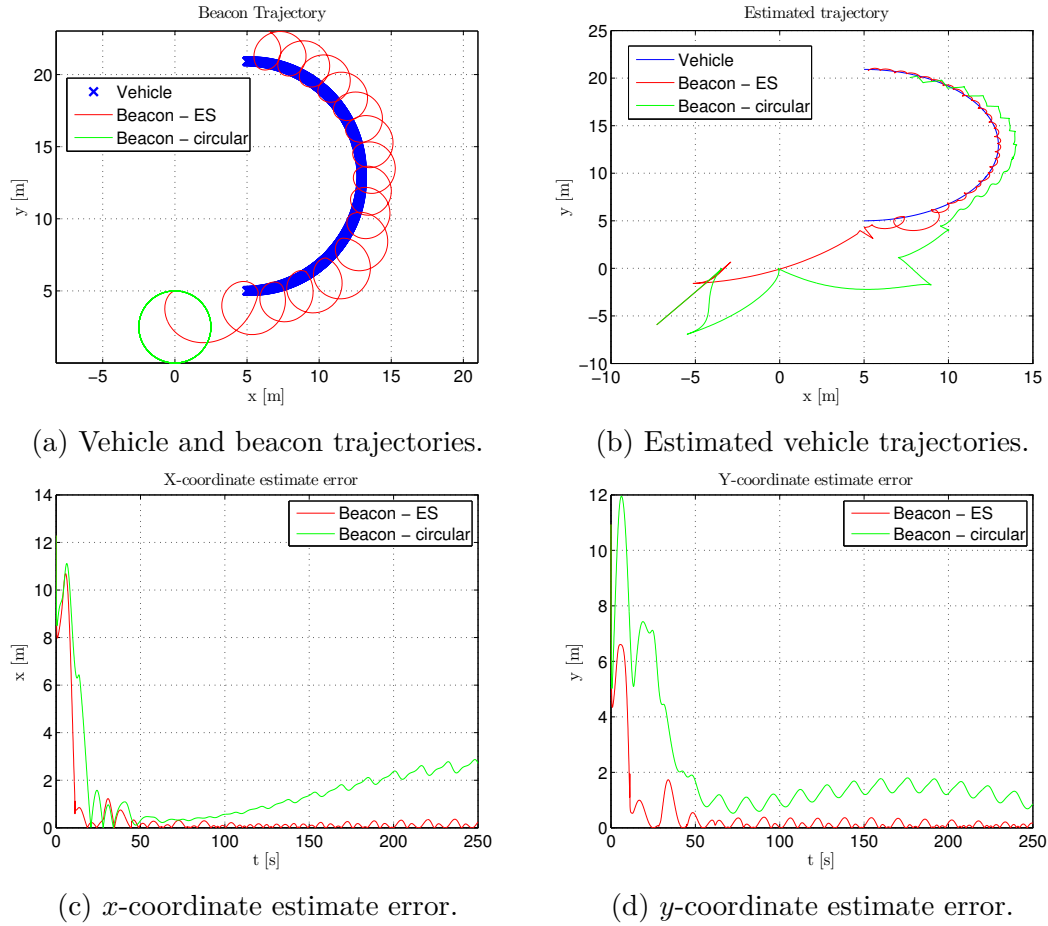 Beacon Trajectory
20
15
10
5
y [m]
Vehicle
Beacon − ES
Beacon − circular
−5
0
5
10
15
20
x [m]
(a) Vehicle and beacon trajectories.
Estimated trajectory
25
20
15
10
5
0
−5
−10
y [m]
Vehicle
Beacon − ES
Beacon − circular
−10
−5
0
5
10
15
x [m]
(b) Estimated vehicle trajectories.
X-coordinate estimate error
14
12
10
8
6
4
2
0
x [m]
Beacon − ES
Beacon − circular
0
50
100
150
200
250
t [s]
(c) x-coordinate estimate error.
Y-coordinate estimate error
12
10
8
6
4
2
0
y [m]
Beacon − ES
Beacon − circular
0
50
100
150
200
250
t [s]
(d) y-coordinate estimate error.